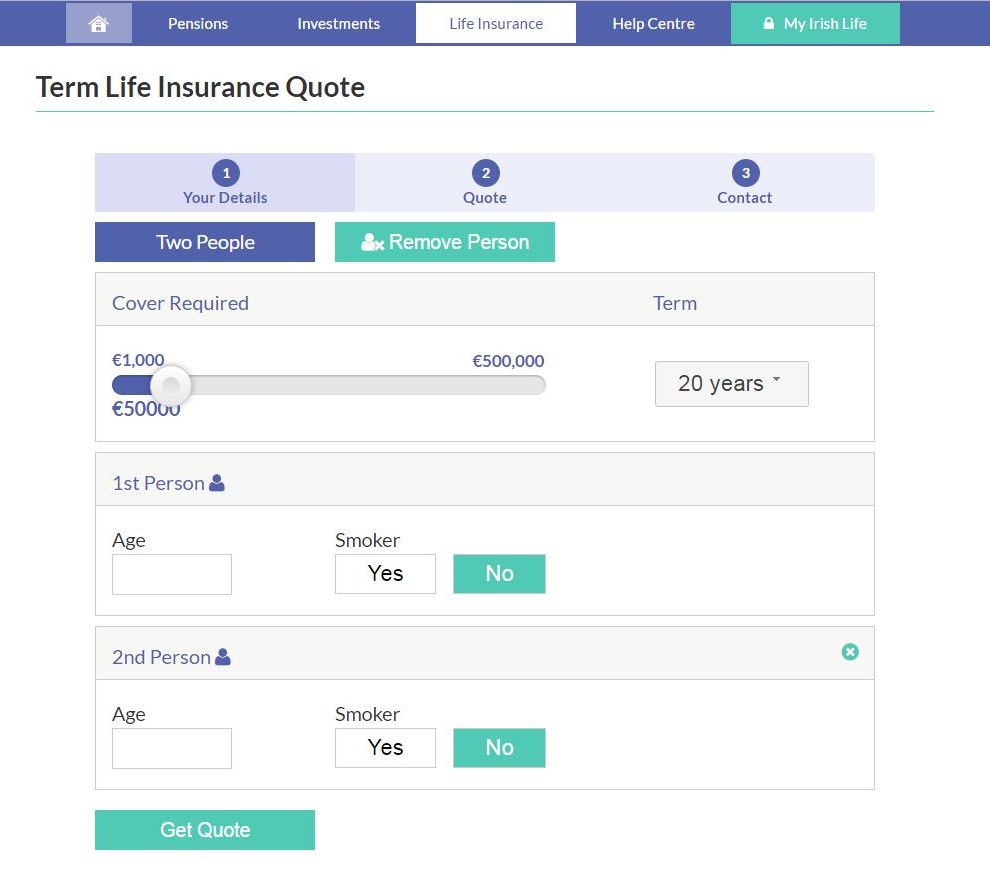 Pensions Investments Life Insurance Help Centre My Irish Life
Term Life Insurance Quote
1 2 3
Your Details Quote Contact
Two People Remove Person
Cover Required Term
€1,000 €500,000
20 years
€50000
1st Person
Age Smoker
Yes No
2nd Person
Age Smoker
Yes No
Get Quote